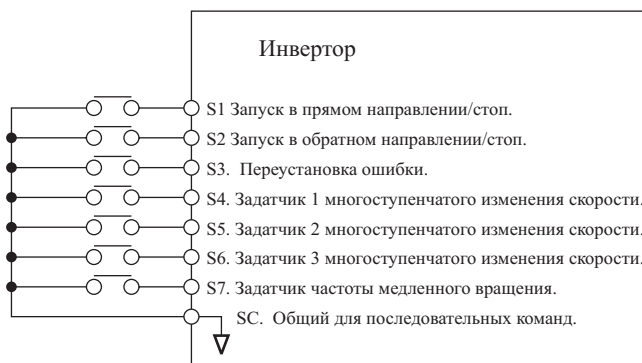 Инвертор
S1 Запуск в прямом направлении/стоп.
S2 Запуск в обратном направлении/стоп.
S3. Переустановка ошибки.
S4. Задатчик 1 многоступенчатого изменения скорости.
S5. Задатчик 2 многоступенчатого изменения скорости.
S6. Задатчик 3 многоступенчатого изменения скорости.
S7. Задатчик частоты медленного вращения.
SC. Общий для последовательных команд.